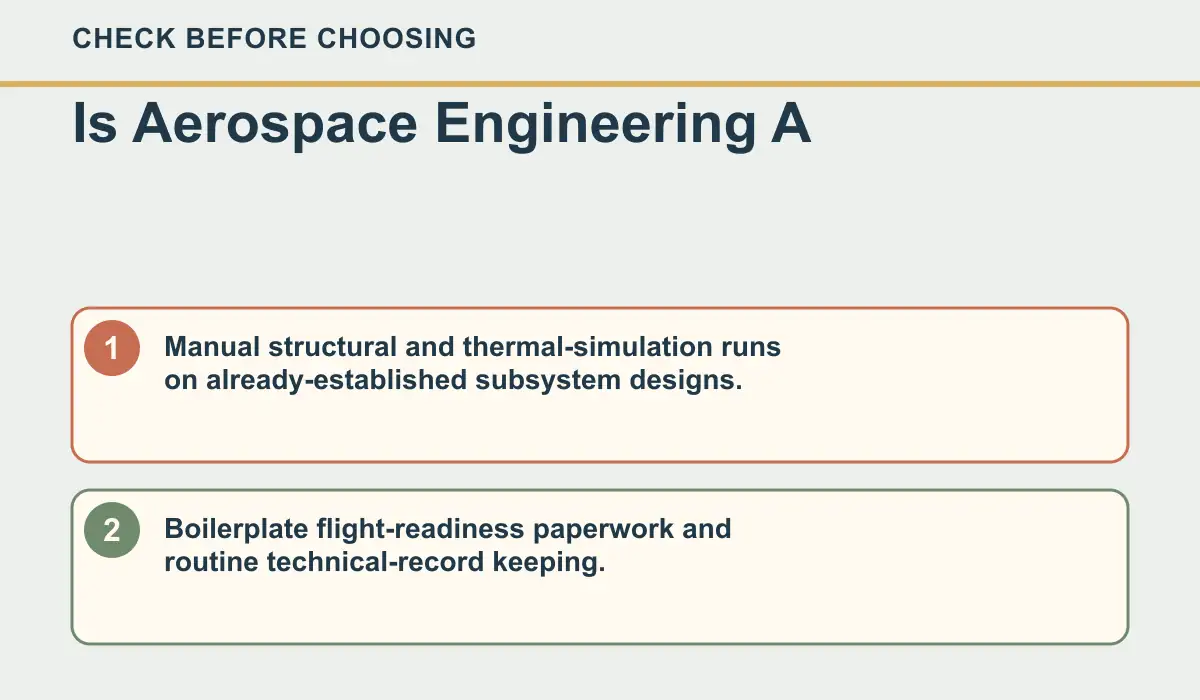 CHECK BEFORE CHOOSING
Is Aerospace Engineering A
1
Manual structural and thermal-simulation runs
on already-established subsystem designs.
2
Boilerplate flight-readiness paperwork and
routine technical-record keeping.